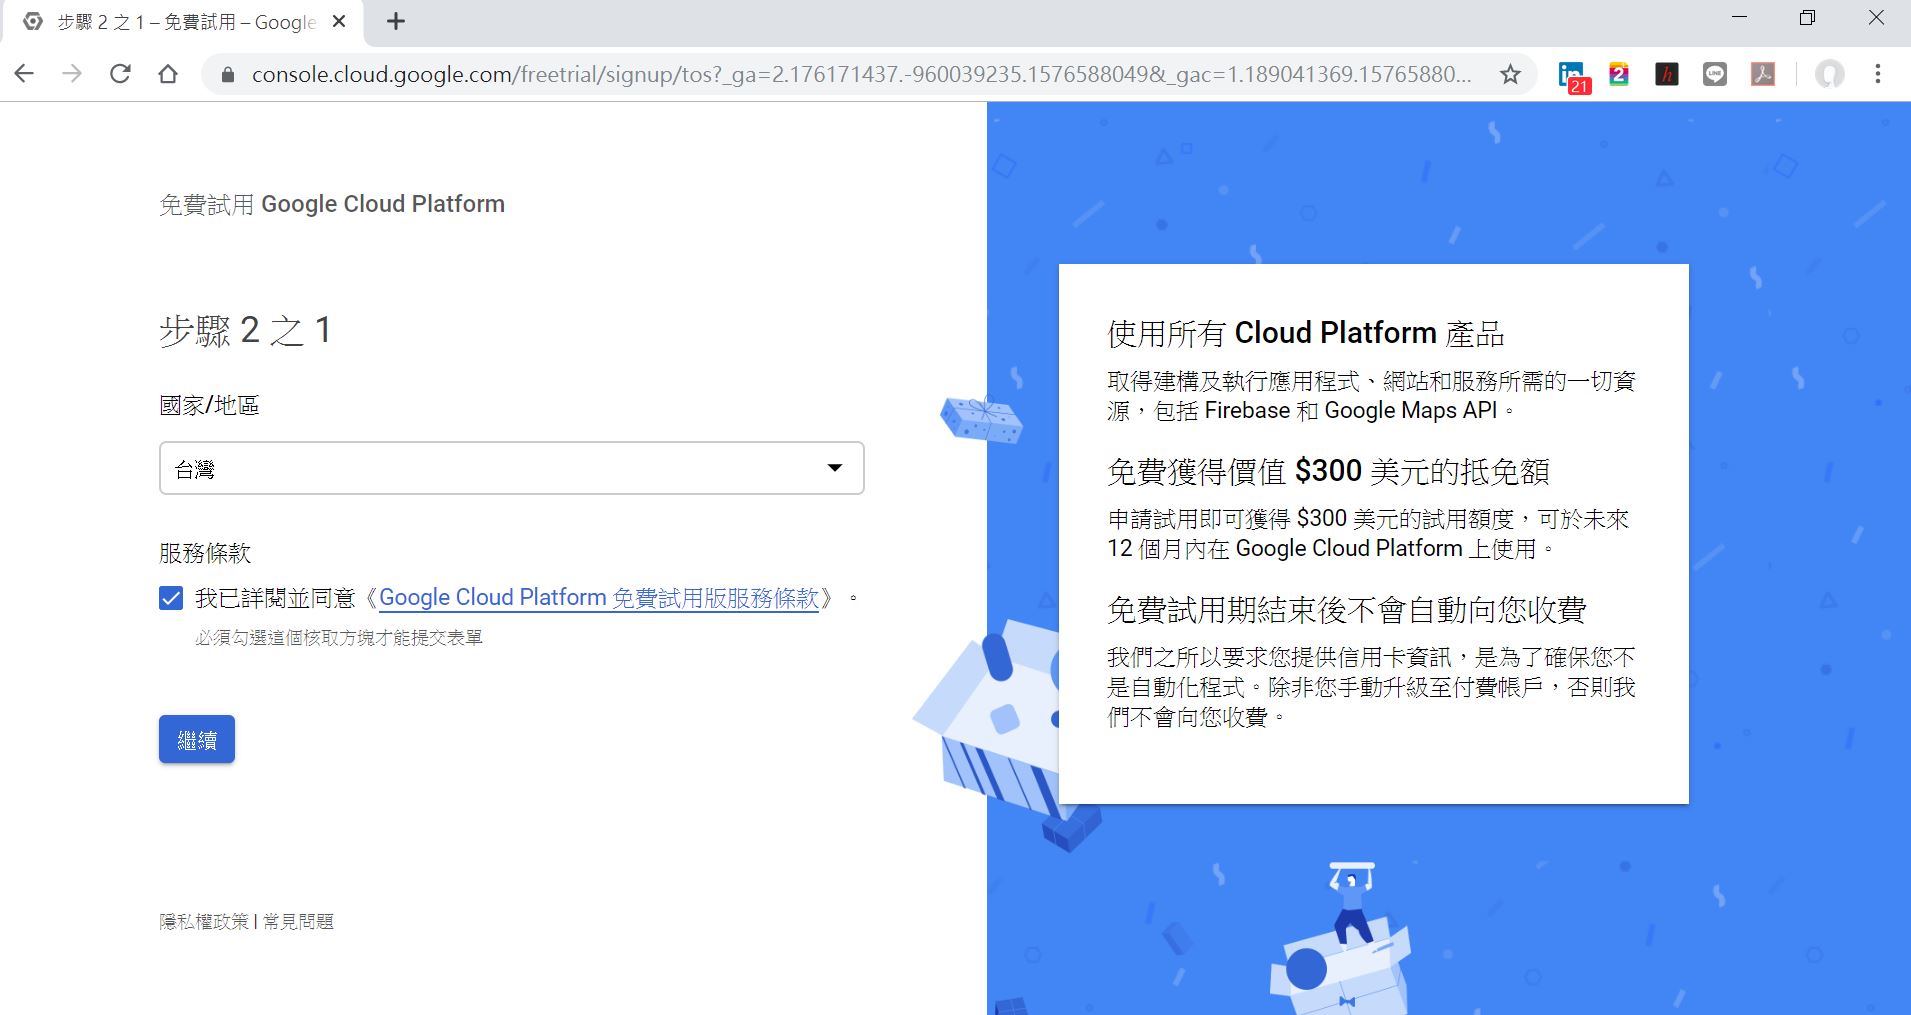 步驟 2 之 1 – 免費試用 – Google
console.cloud.google.com/freetrial/signup/tos?_ga=2.176171437.-960039235.1576588049&_gac=1.189041369.15765880...
21
2
h
LINE
免費試用 Google Cloud Platform
步驟 2 之 1
國家/地區
台灣
服務條款
我已詳閱並同意《Google Cloud Platform 免費試用版服務條款》。
必須勾選這個核取方塊才能提交表單
繼續
隱私權政策 | 常見問題
使用所有 Cloud Platform 產品
取得建構及執行應用程式、網站和服務所需的一切資
源，包括 Firebase 和 Google Maps API。
免費獲得價值 $300 美元的抵免額
申請試用即可獲得 $300 美元的試用額度，可於未來
12 個月內在 Google Cloud Platform 上使用。
免費試用期結束後不會自動向您收費
我們之所以要求您提供信用卡資訊，是為了確保您不
是自動化程式。除非您手動升級至付費帳戶，否則我
們不會向您收費。